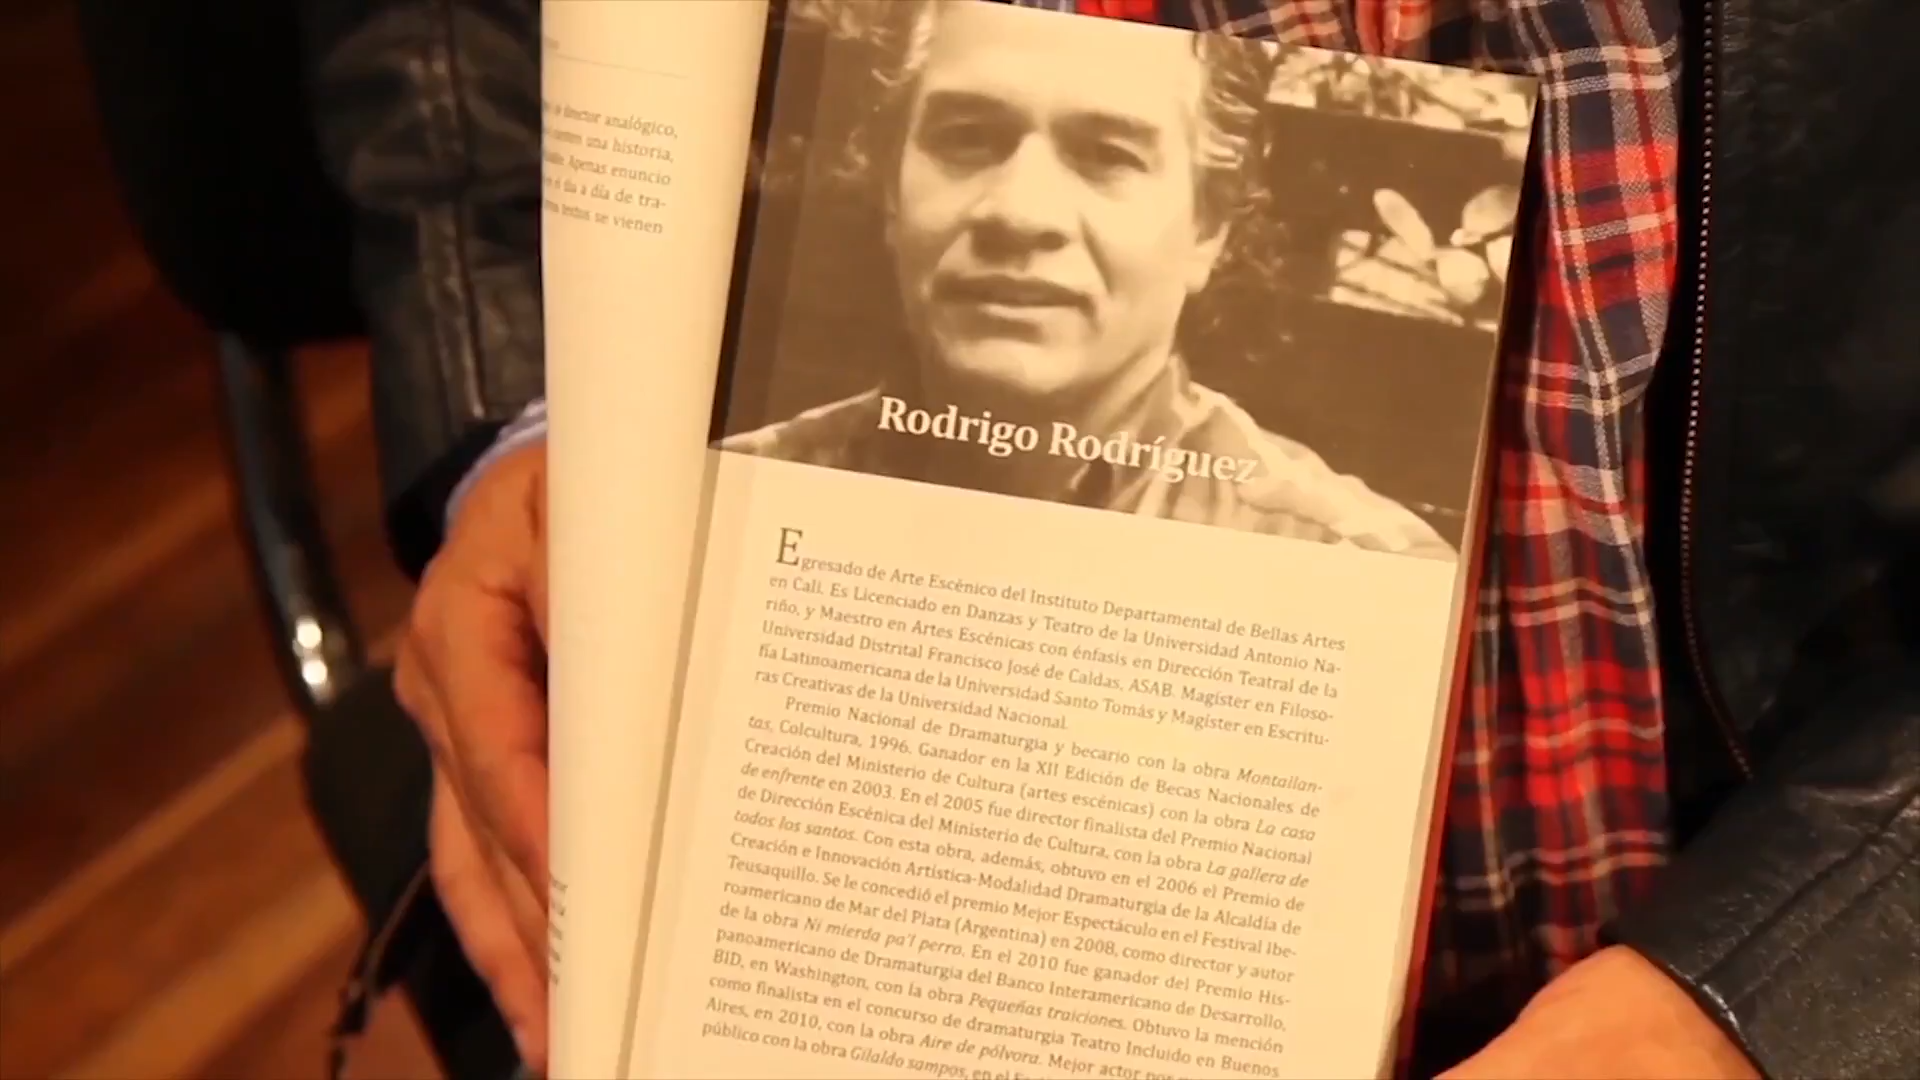 director analógico,
una historia,
Apenas enuncio
día a día de tra-
textos se vienen
Rodrigo Rodríguez
Egresado de Arte Escénico del Instituto Departamental de Bellas Artes
en Cali. Es Licenciado en Danzas y Teatro de la Universidad Antonio Na-
riño, y Maestro en Artes Escénicas con énfasis en Dirección Teatral de la
Universidad Distrital Francisco José de Caldas, ASAB. Magíster en Filoso-
fía Latinoamericana de la Universidad Santo Tomás y Magíster en Escritu-
ras Creativas de la Universidad Nacional.
Premio Nacional de Dramaturgia y becario con la obra Montallan-
tas, Colcultura, 1996. Ganador en la XII Edición de Becas Nacionales de
Creación del Ministerio de Cultura (artes escénicas) con la obra La casa
de enfrente en 2003. En el 2005 fue director finalista del Premio Nacional
de Dirección Escénica del Ministerio de Cultura, con la obra La gallera de
todos los santos. Con esta obra, además, obtuvo en el 2006 el Premio de
Creación e Innovación Artística-Modalidad Dramaturgia de la Alcaldía de
Teusaquillo. Se le concedió el premio Mejor Espectáculo en el Festival Ibe-
roamericano de Mar del Plata (Argentina) en 2008, como director y autor
de la obra Ni mierda pa'l perro. En el 2010 fue ganador del Premio His-
panoamericano de Dramaturgia del Banco Interamericano de Desarrollo,
BID, en Washington, con la obra Pequeñas traiciones. Obtuvo la mención
como finalista en el concurso de dramaturgia Teatro Incluido en Buenos
Aires, en 2010, con la obra Aire de pólvora. Mejor actor por
público con la obra Gilaldo sampos, en el